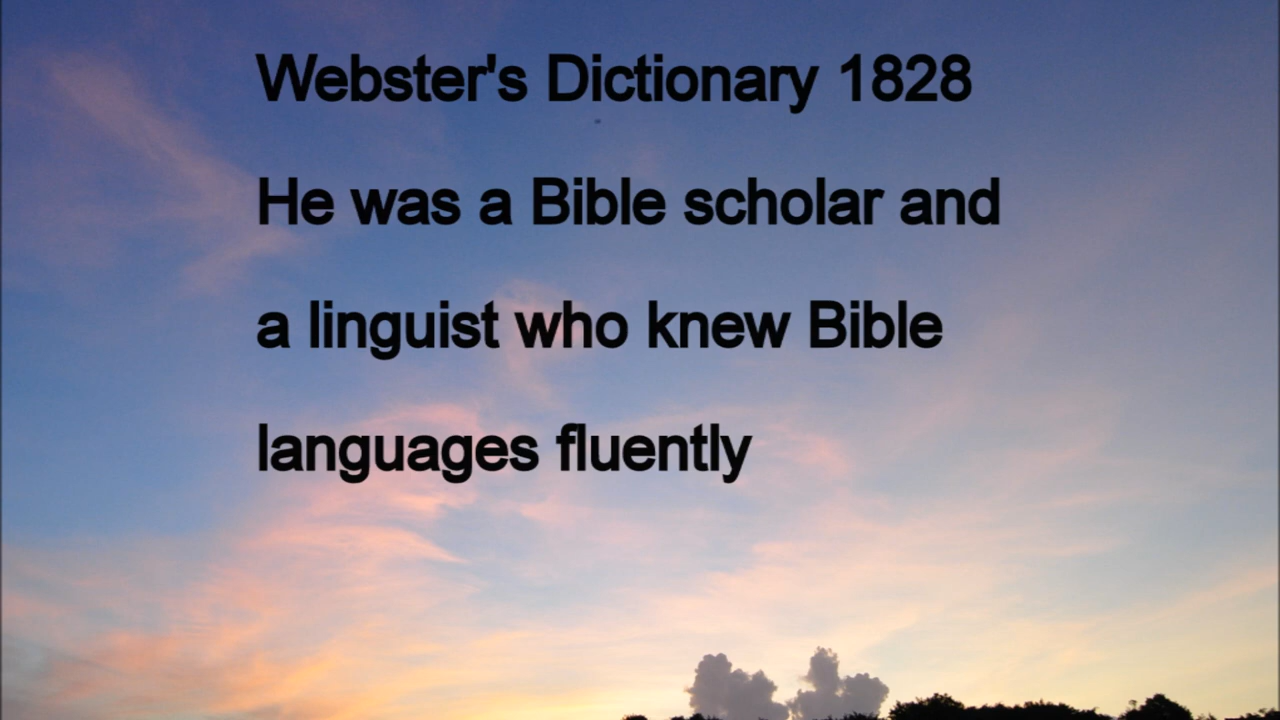 Webster's Dictionary 1828
He was a Bible scholar and
a linguist who knew Bible
languages fluently